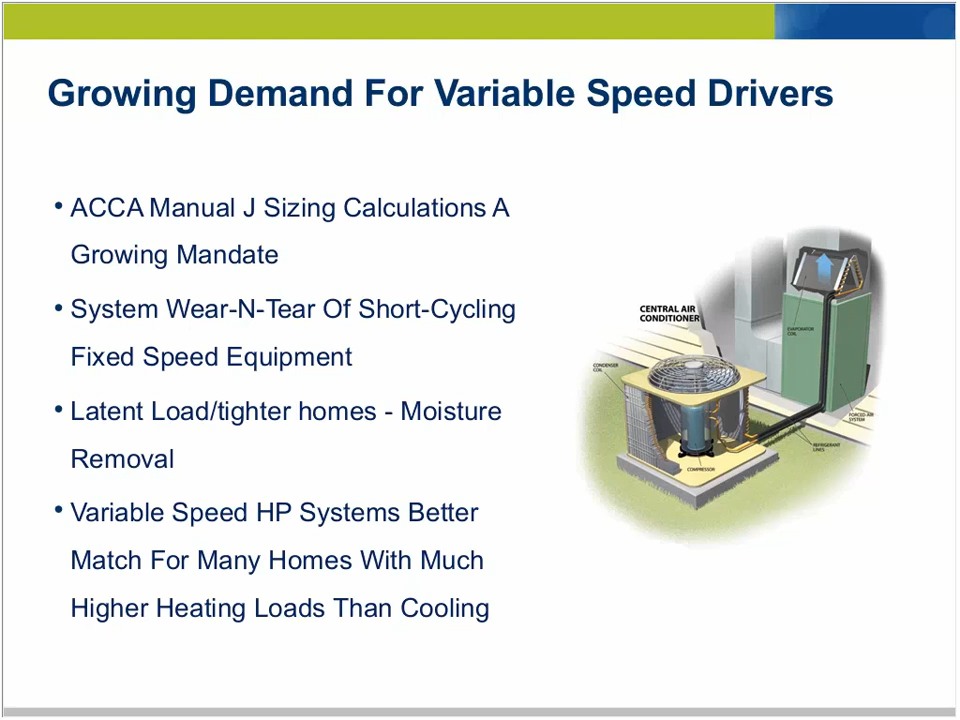 Growing Demand For Variable Speed Drivers
• ACCA Manual J Sizing Calculations A
Growing Mandate
• System Wear-N-Tear Of Short-Cycling
Fixed Speed Equipment
• Latent Load/tighter homes - Moisture
Removal
• Variable Speed HP Systems Better
Match For Many Homes With Much
Higher Heating Loads Than Cooling
CENTRAL AIR
CONDITIONER
EVAPORATOR
COIL
CONDENSER
COIL
FORCED-AIR
SYSTEM
REFRIGERANT
LINES
COMPRESSOR